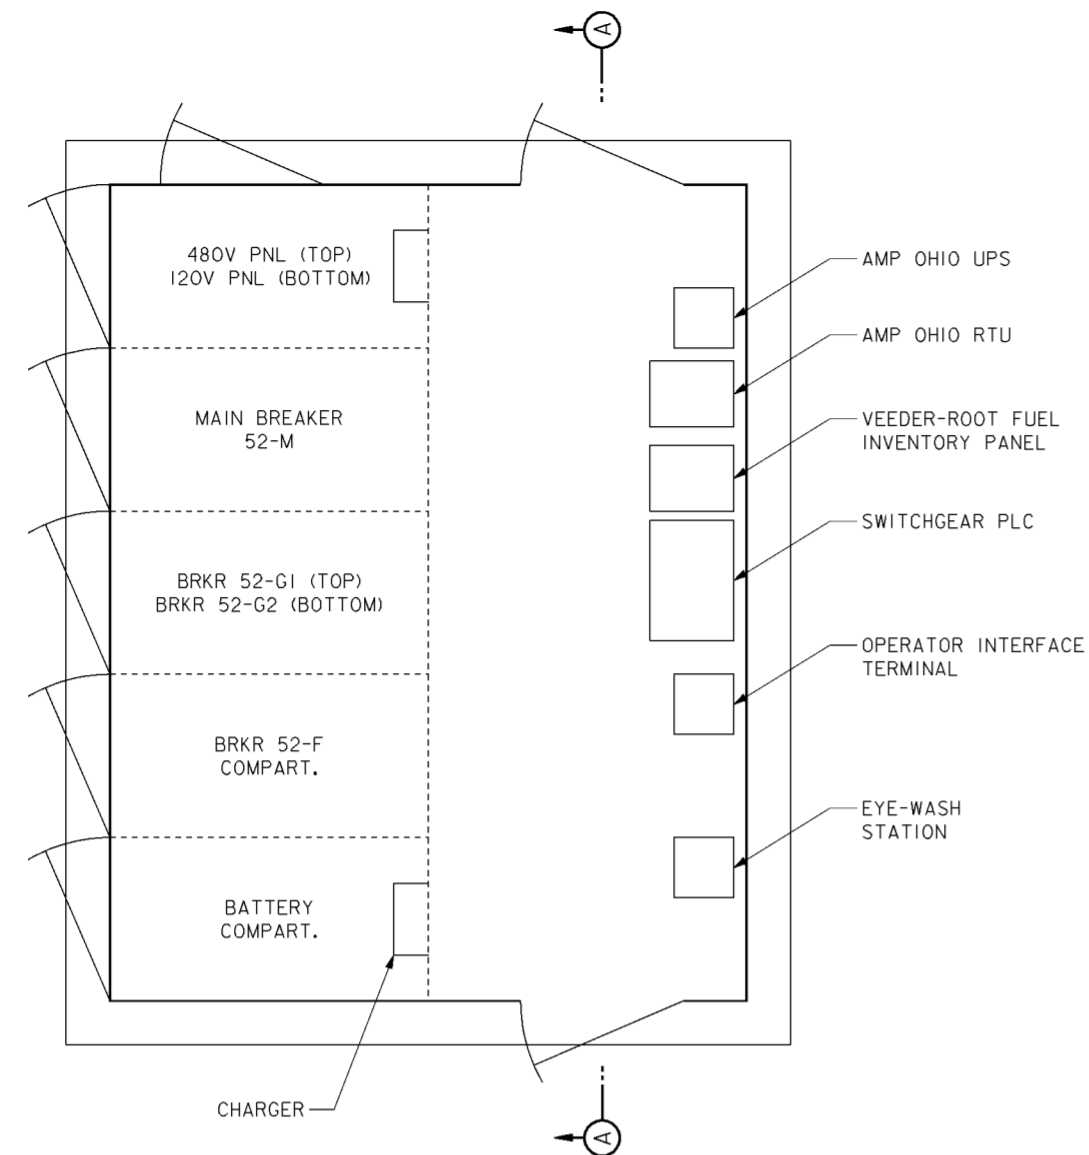 A
480V PNL (TOP)
120V PNL (BOTTOM)
AMP OHIO UPS
AMP OHIO RTU
MAIN BREAKER
52-M
VEEDER-ROOT FUEL
INVENTORY PANEL
SWITCHGEAR PLC
BRKR 52-G1 (TOP)
BRKR 52-G2 (BOTTOM)
OPERATOR INTERFACE
TERMINAL
BRKR 52-F
COMPART.
EYE-WASH
STATION
BATTERY
COMPART.
CHARGER
A